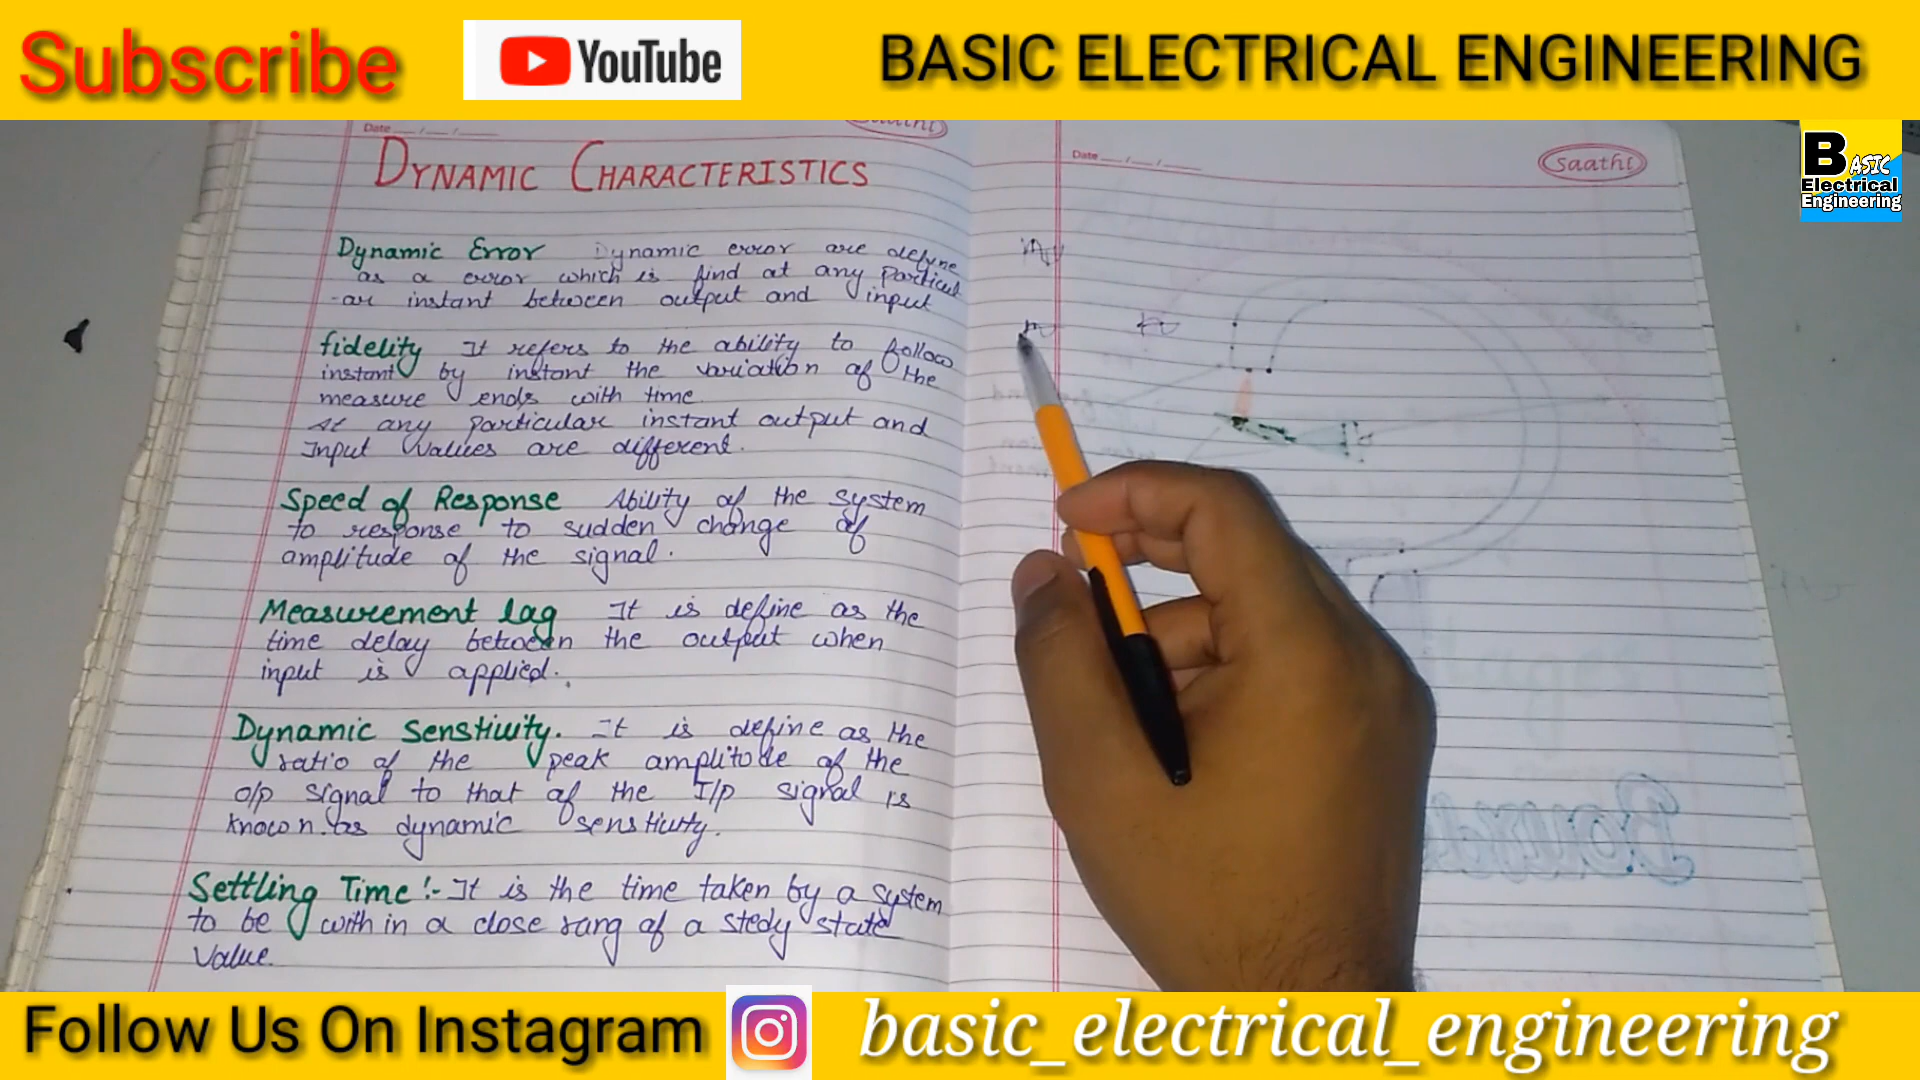 Subscribe
YouTube
BASIC ELECTRICAL ENGINEERING
BASIC
Electrical
Engineering
Date
Date
Saathi
DYNAMIC CHARACTERISTICS
Dynamic Error Dynamic error are define
as a error which is find at any particul
-ar instant between output and input
fidelity It refers to the ability to follow
instant by instant the variation of the
measure ends with time
At any particular instant output and
Input Values are different.
Speed of Response Ability of the system
to response to sudden change of
amplitude of the signal.
Measurement lag It is define as the
time delay between the output when
input is applied.
Dynamic Senstivity. It is define as the
ratio of the peak amplitude of the
O/p signal to that of the I/p signal is
known as dynamic senstivity.
Settling Time:- It is the time taken by a system
to be with in a close rang of a stedy state
Value
Follow Us On Instagram
basic_electrical_engineering